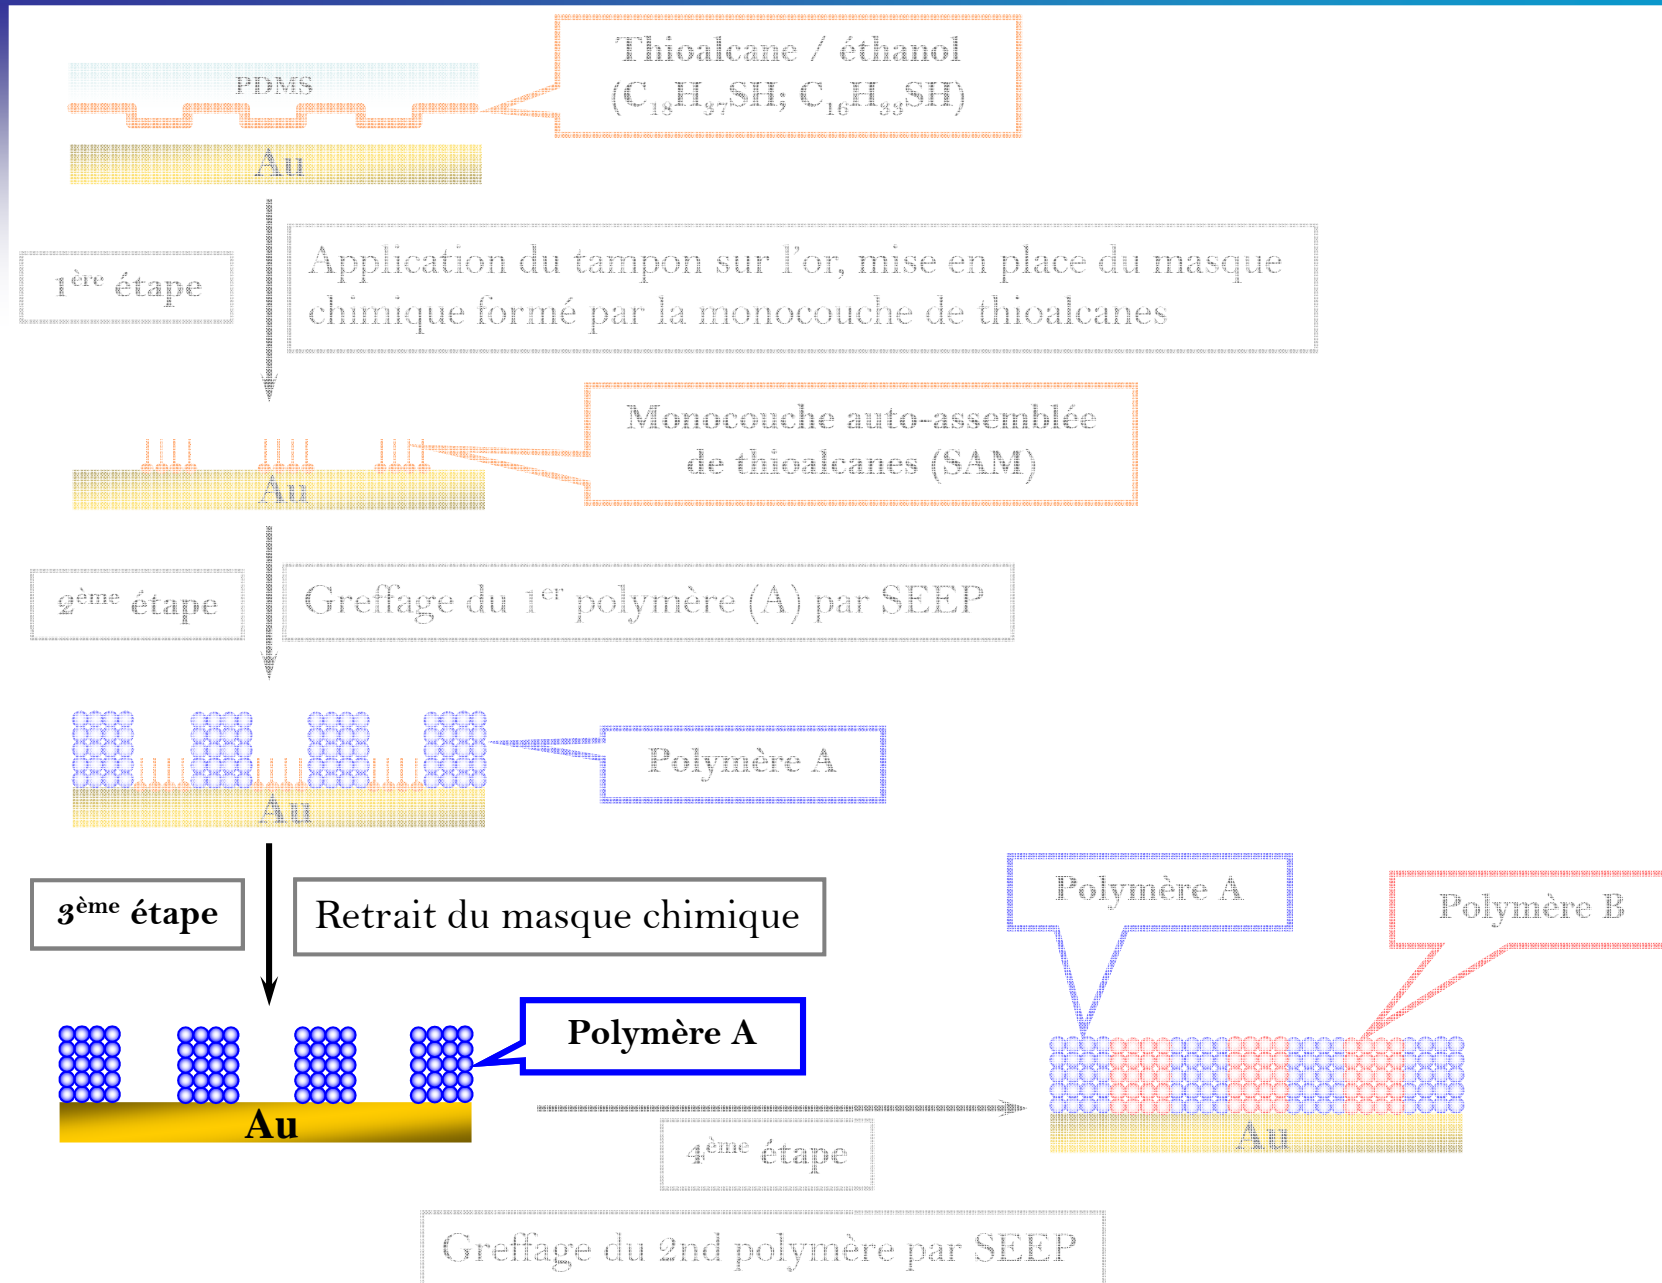 Thioalcane / éthanol
(C₁₈H₃₇SH; C₁₆H₃₃SH)
PDMS
Au
1ère étape
Application du tampon sur l'or, mise en place du masque
chimique formé par la monocouche de thioalcanes
Monocouche auto-assemblée
de thioalcanes (SAM)
Au
2ème étape
Greffage du 1er polymère (A) par SEEP
Polymère A
Au
3ème étape
Retrait du masque chimique
Polymère A
Polymère B
Polymère A
Au
Au
4ème étape
Greffage du 2nd polymère par SEEP